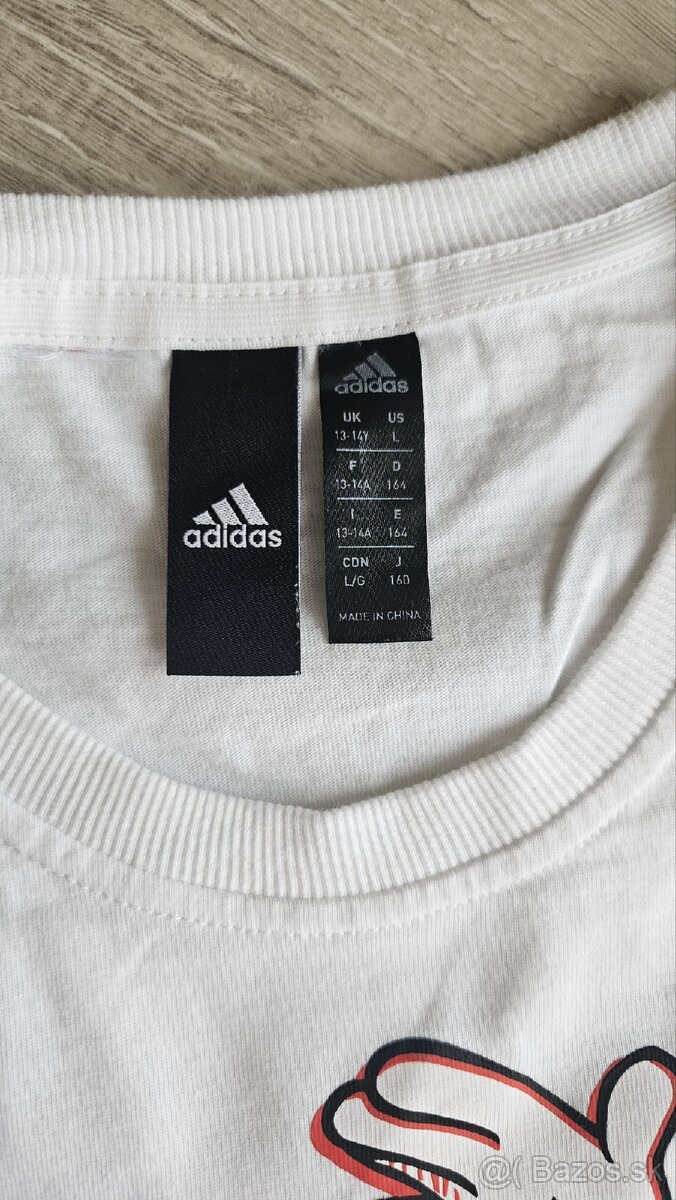 adidas
adidas
UK US
13-14Y L
F D
13-14A 164
I E
13-14A 164
CDN J
L/G 160
MADE IN CHINA
@( Bazos.sk